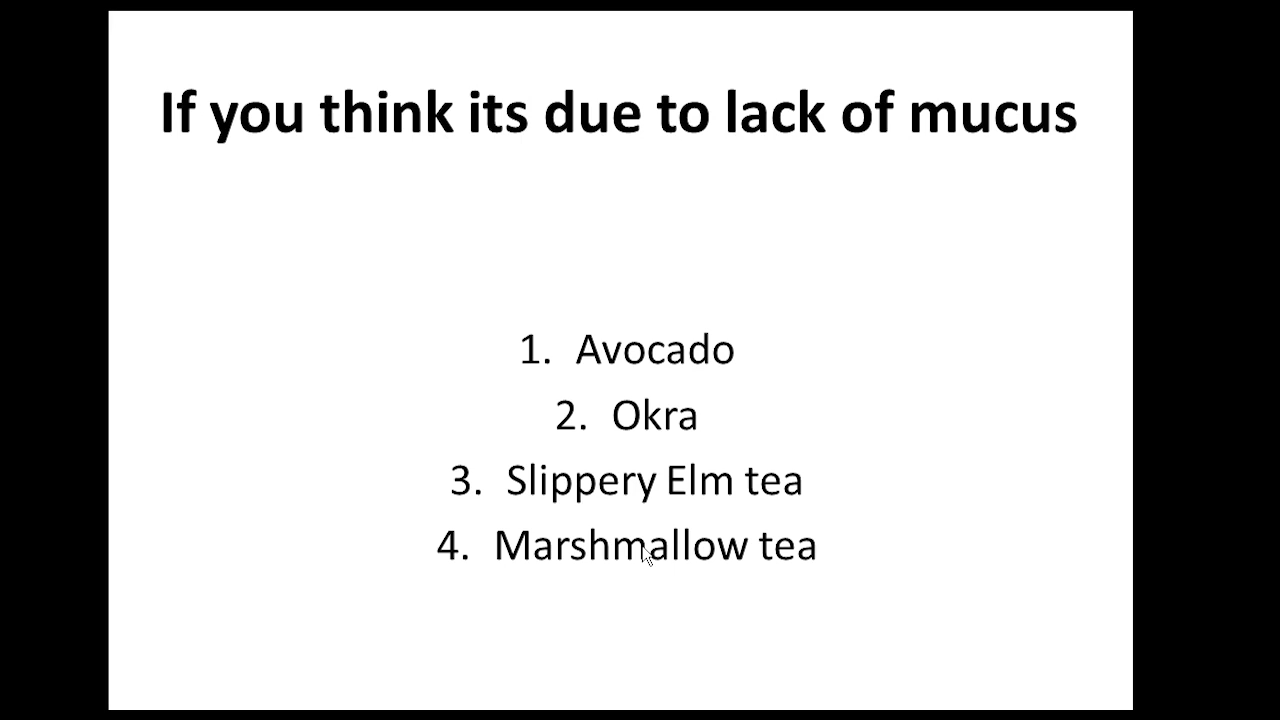 If you think its due to lack of mucus
1. Avocado
2. Okra
3. Slippery Elm tea
4. Marshmallow tea